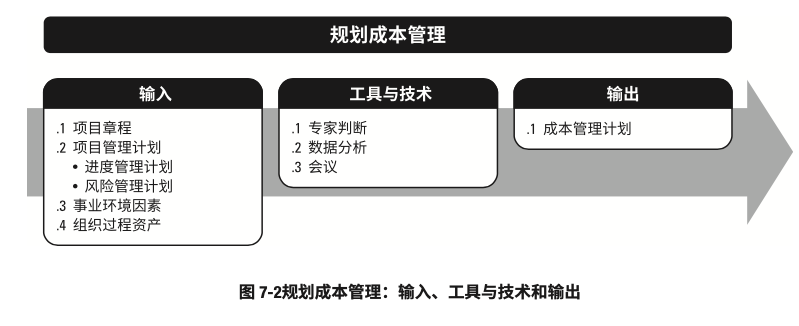 规划成本管理
输入
.1 项目章程
.2 项目管理计划
• 进度管理计划
• 风险管理计划
.3 事业环境因素
.4 组织过程资产
工具与技术
.1 专家判断
.2 数据分析
.3 会议
输出
.1 成本管理计划
图 7-2规划成本管理：输入、工具与技术和输出